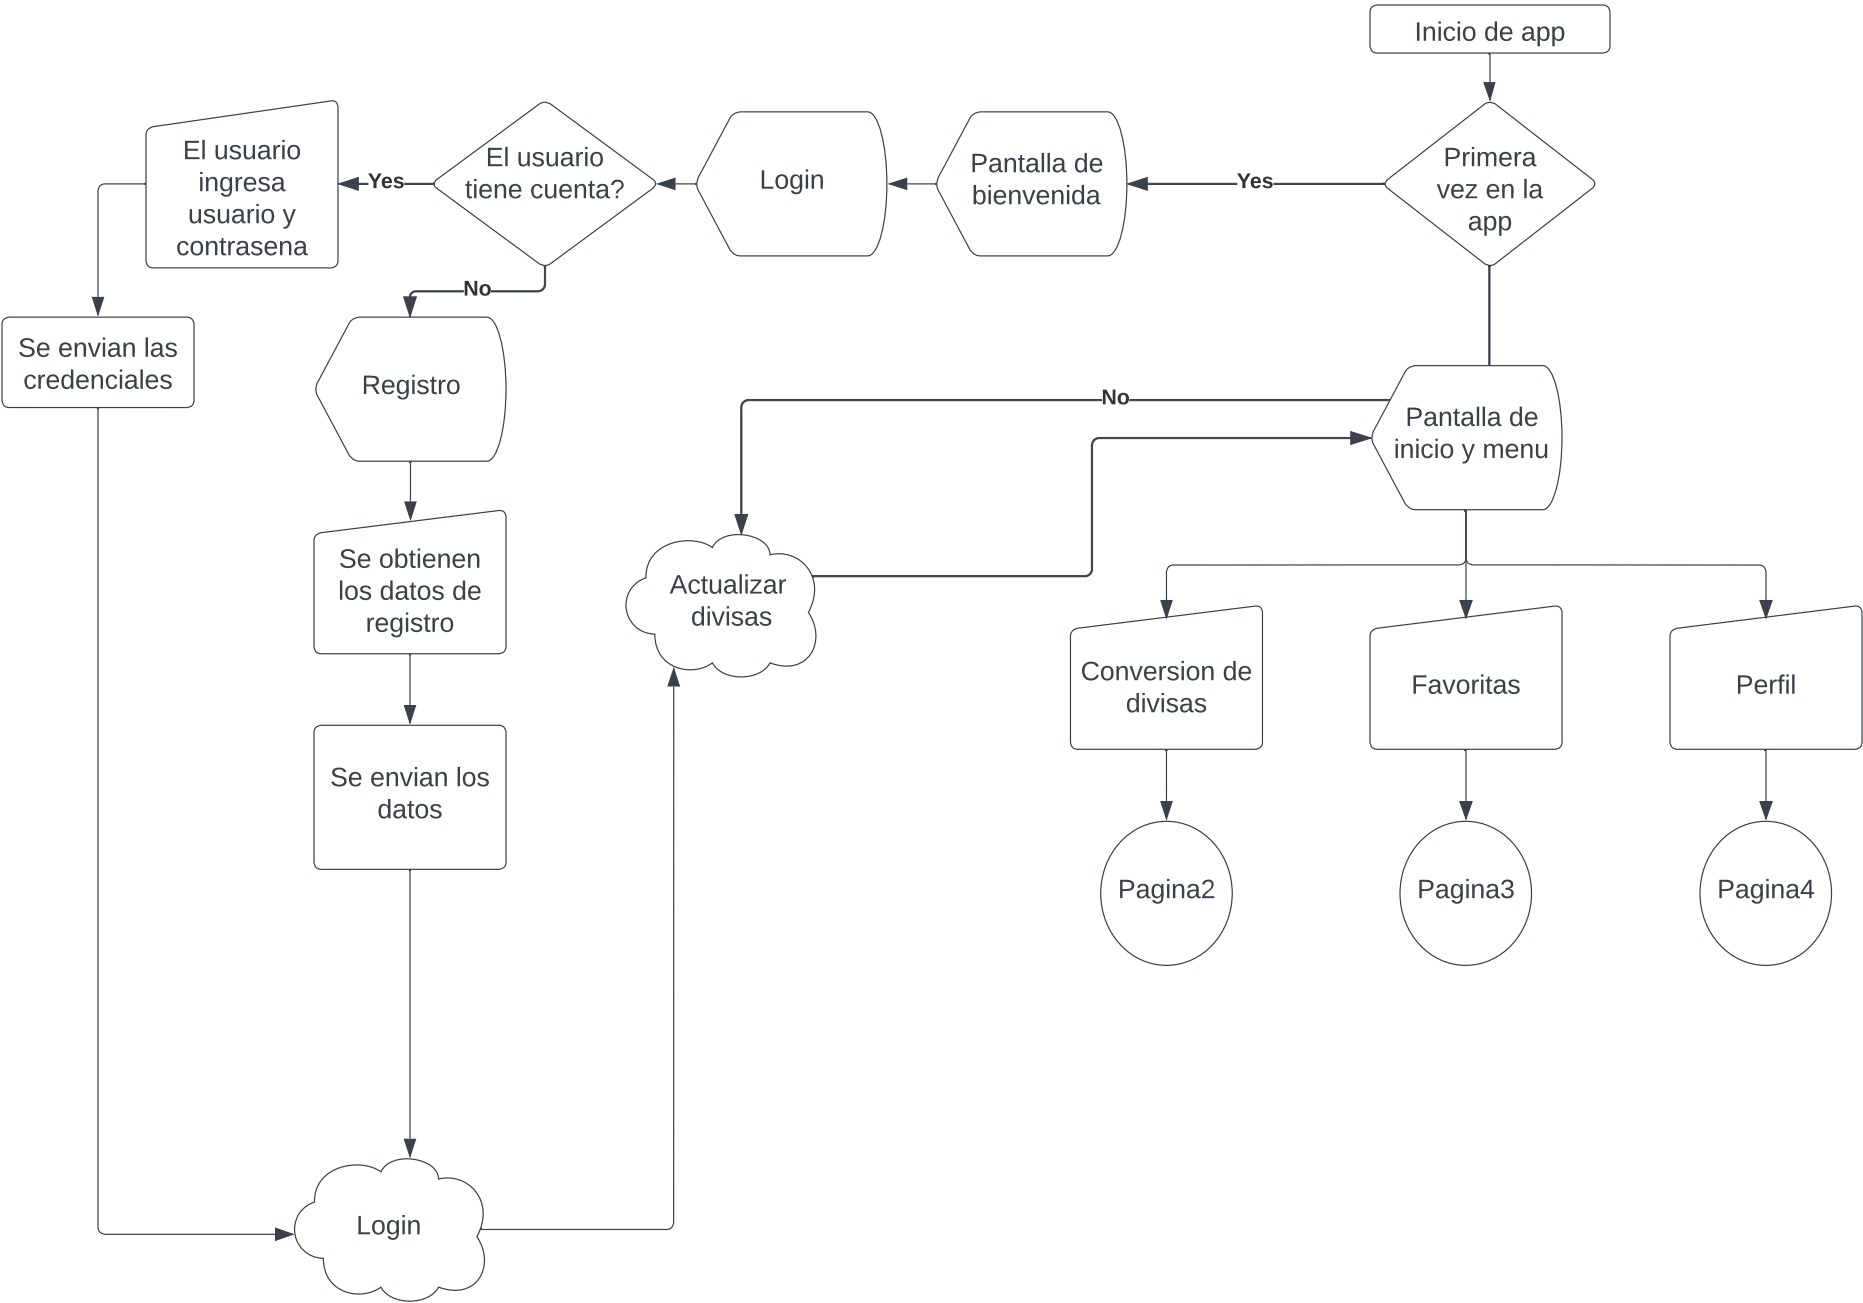 Inicio de app
Primera
vez en la
app
Yes
Pantalla de
bienvenida
Login
El usuario
tiene cuenta?
Yes
El usuario
ingresa
usuario y
contrasena
Se envian las
credenciales
No
Registro
Se obtienen
los datos de
registro
Se envian los
datos
Login
Actualizar
divisas
No
Pantalla de
inicio y menu
Conversion de
divisas
Favoritas
Perfil
Pagina2
Pagina3
Pagina4